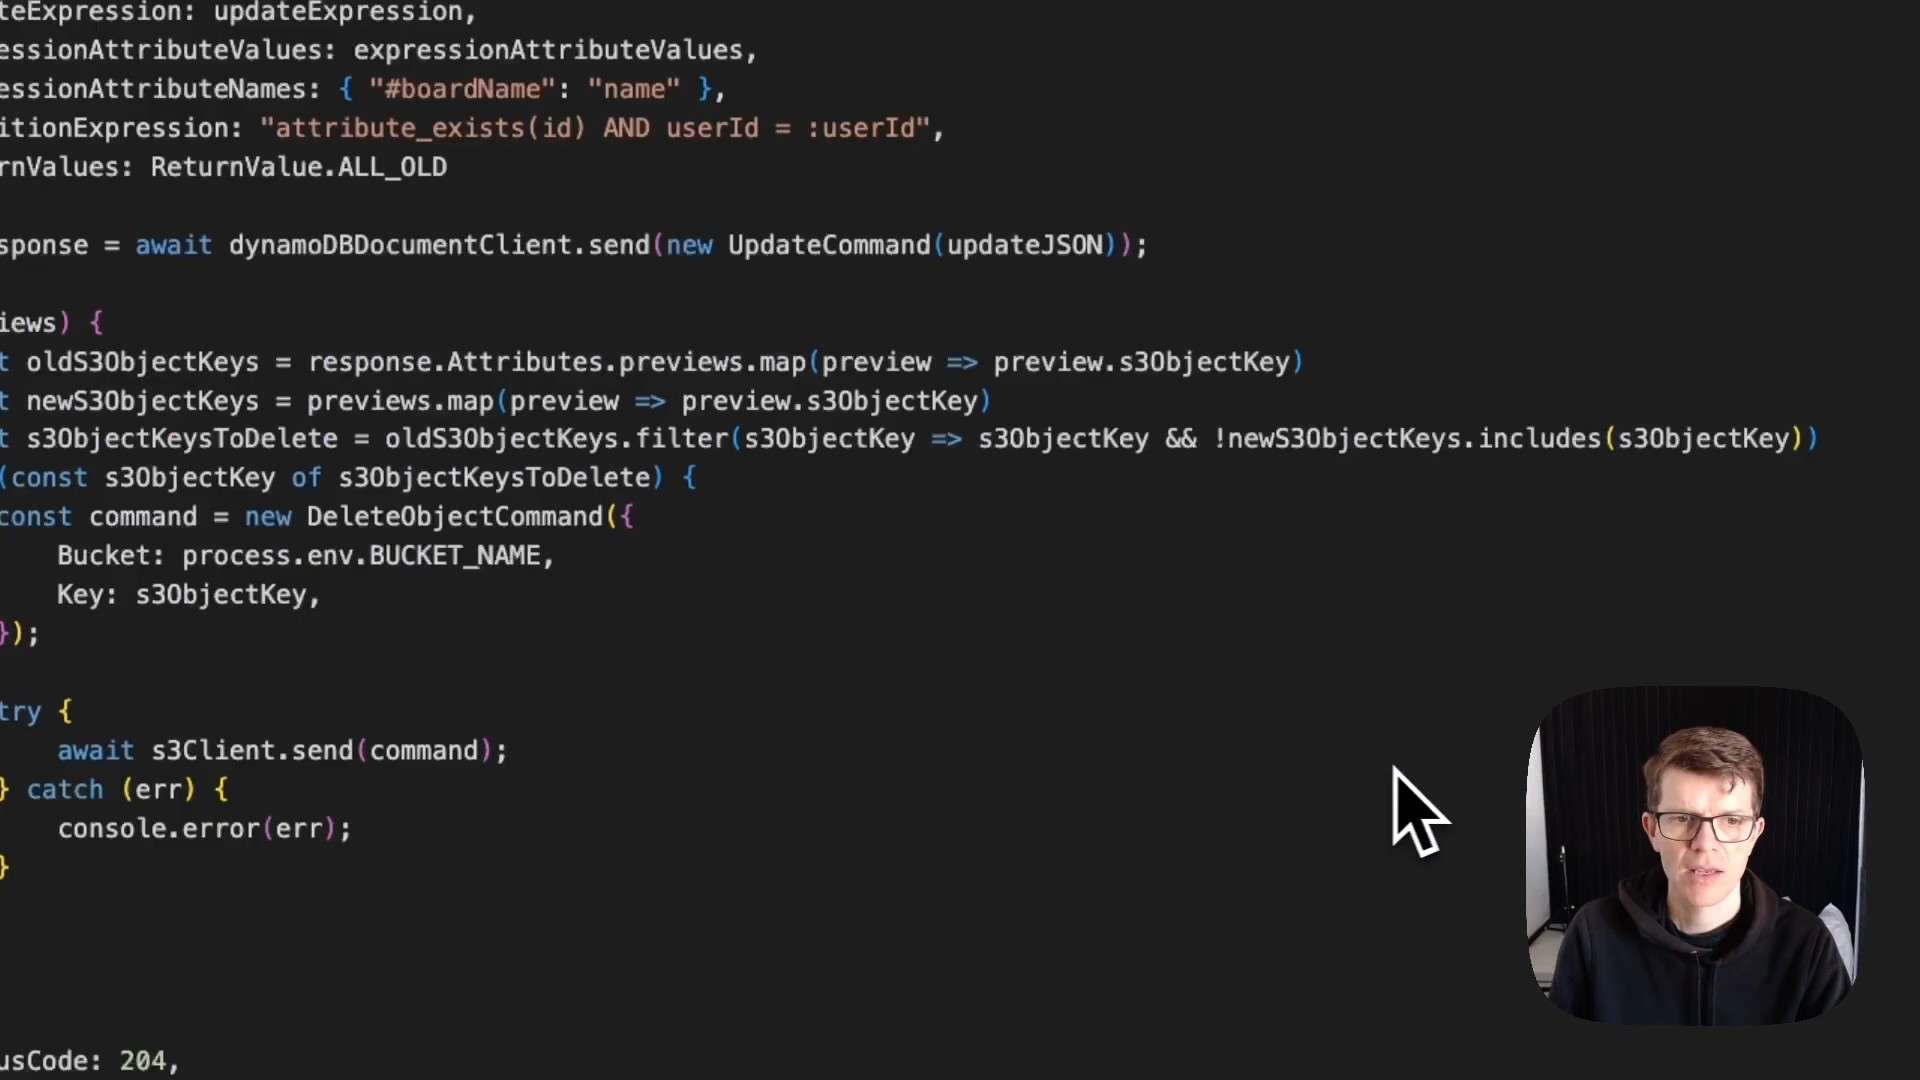 teExpression: updateExpression,
essionAttributeValues: expressionAttributeValues,
essionAttributeNames: { "#boardName": "name" },
itionExpression: "attribute_exists(id) AND userId = :userId",
rnValues: ReturnValue.ALL_OLD
sponse = await dynamoDBDocumentClient.send(new UpdateCommand(updateJSON));
iews) {
t oldS3ObjectKeys = response.Attributes.previews.map(preview => preview.s3ObjectKey)
t newS3ObjectKeys = previews.map(preview => preview.s3ObjectKey)
t s3ObjectKeysToDelete = oldS3ObjectKeys.filter(s3ObjectKey => s3ObjectKey && !newS3ObjectKeys.includes(s3ObjectKey))
(const s3ObjectKey of s3ObjectKeysToDelete) {
const command = new DeleteObjectCommand({
Bucket: process.env.BUCKET_NAME,
Key: s3ObjectKey,
});
try {
await s3Client.send(command);
} catch (err) {
console.error(err);
}
usCode: 204,